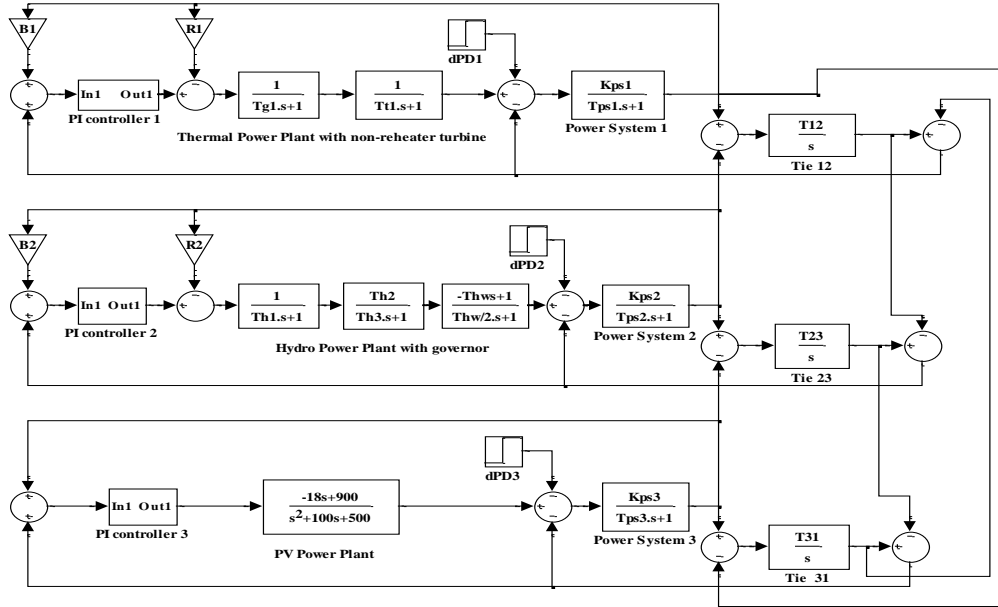 B1
R1
dPD1
In1 Out1
PI controller 1
1
Tg1.s+1
1
Tt1.s+1
Thermal Power Plant with non-reheater turbine
Kps1
Tps1.s+1
Power System 1
T12
s
Tie 12
B2
R2
dPD2
In1 Out1
PI controller 2
1
Th1.s+1
Th2
Th3.s+1
-Thws+1
Thw/2.s+1
Hydro Power Plant with governor
Kps2
Tps2.s+1
Power System 2
T23
s
Tie 23
dPD3
In1 Out1
PI controller 3
-18s+900
s²+100s+500
PV Power Plant
Kps3
Tps3.s+1
Power System 3
T31
s
Tie 31